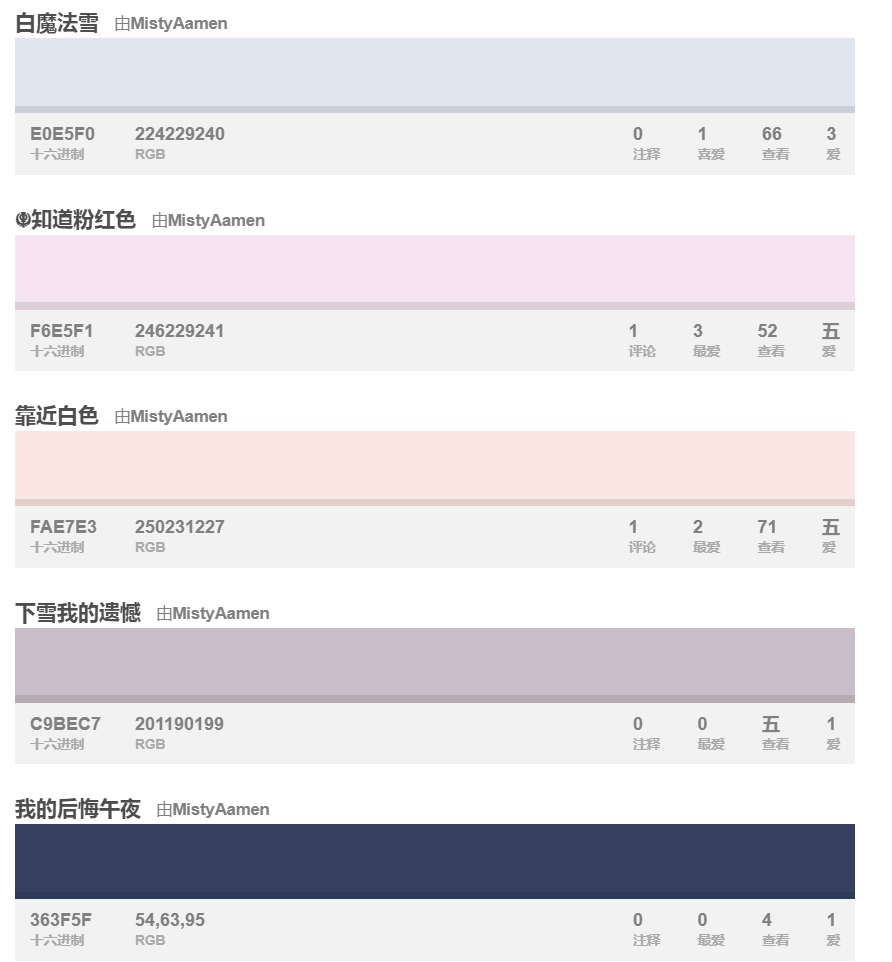 白魔法雪 由MistyAamen
E0E5F0 224229240 0 1 66 3
十六进制 RGB 注释 喜爱 查看 爱
知道粉红色 由MistyAamen
F6E5F1 246229241 1 3 52 五
十六进制 RGB 评论 最爱 查看 爱
靠近白色 由MistyAamen
FAE7E3 250231227 1 2 71 五
十六进制 RGB 评论 最爱 查看 爱
下雪我的遗憾 由MistyAamen
C9BEC7 201190199 0 0 五 1
十六进制 RGB 注释 最爱 查看 爱
我的后悔午夜 由MistyAamen
363F5F 54,63,95 0 0 4 1
十六进制 RGB 注释 最爱 查看 爱